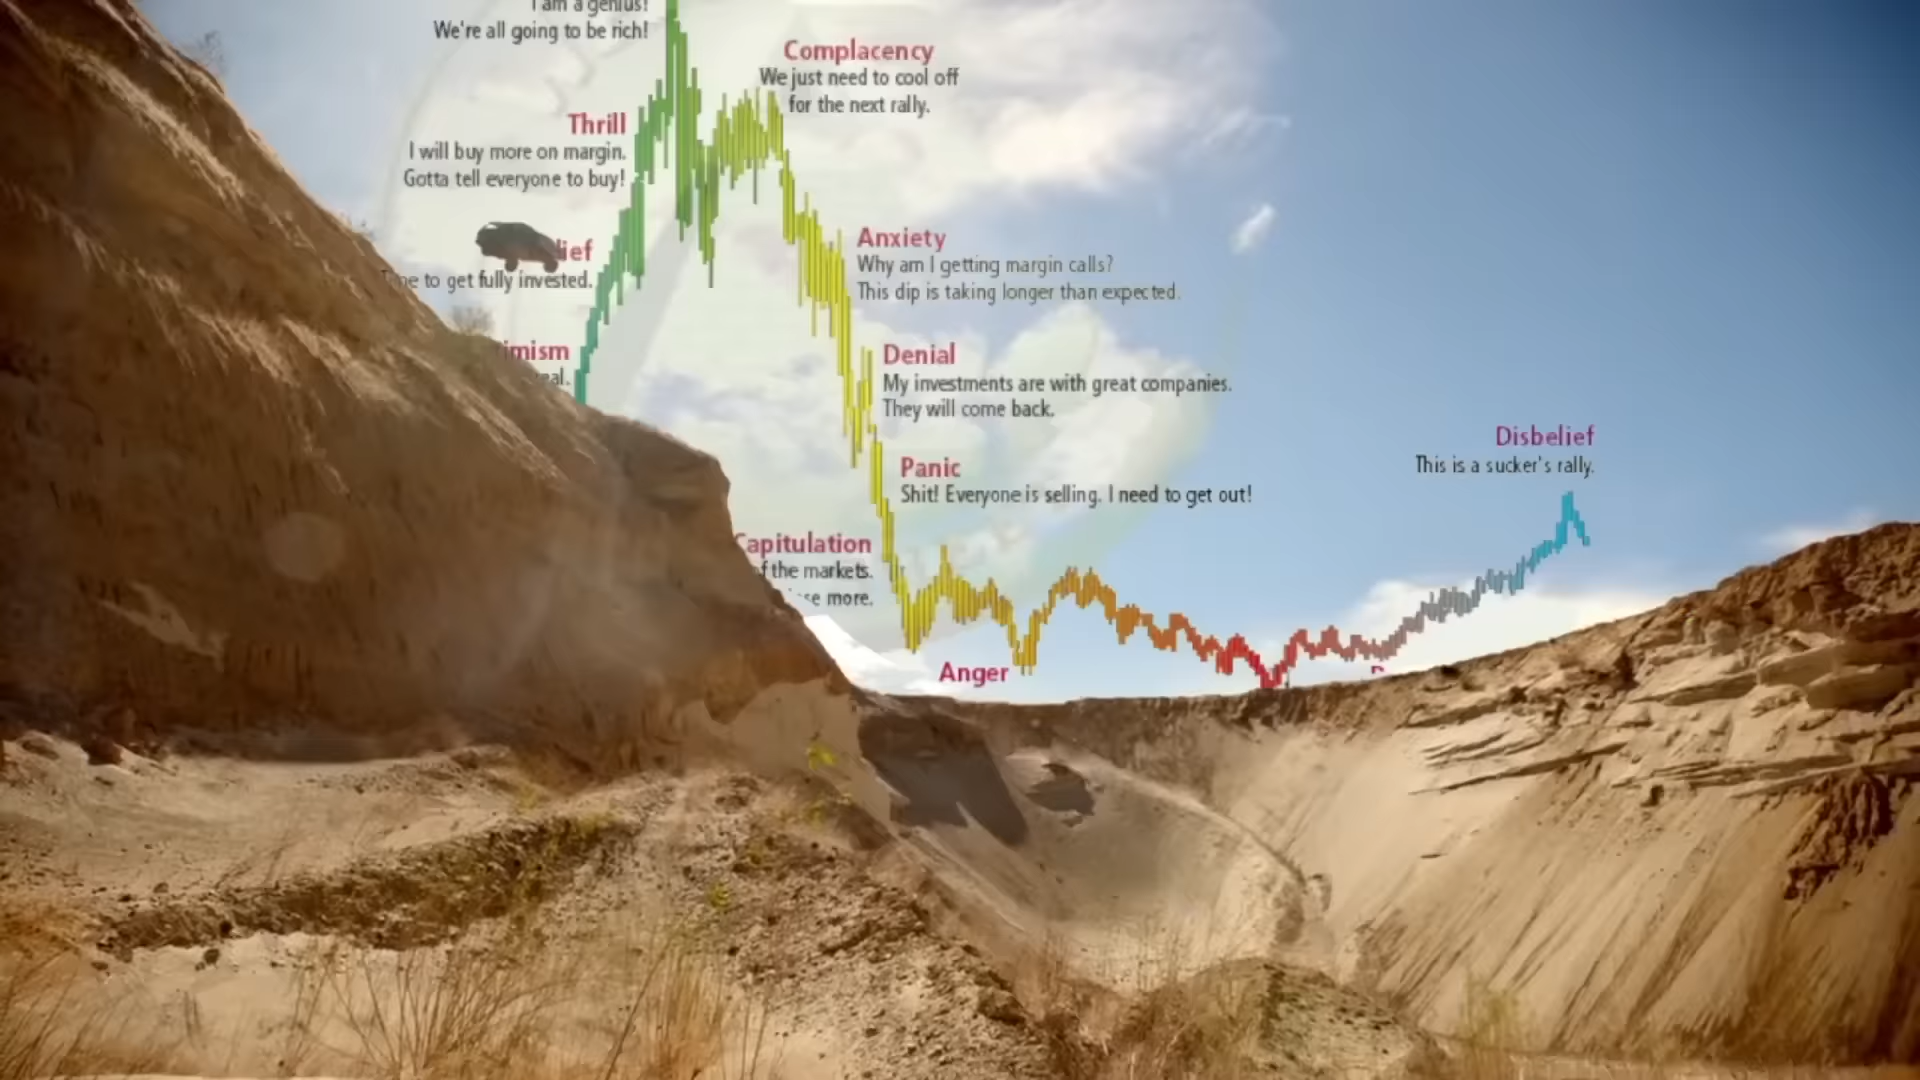 I am a genius!
We're all going to be rich!
Complacency
We just need to cool off
for the next rally.
Thrill
I will buy more on margin.
Gotta tell everyone to buy!
to get fully invested.
Anxiety
Why am I getting margin calls?
This dip is taking longer than expected.
Denial
My investments are with great companies.
They will come back.
Panic
Shit! Everyone is selling. I need to get out!
Disbelief
This is a sucker's rally.
Capitulation
of the markets.
more.
Anger